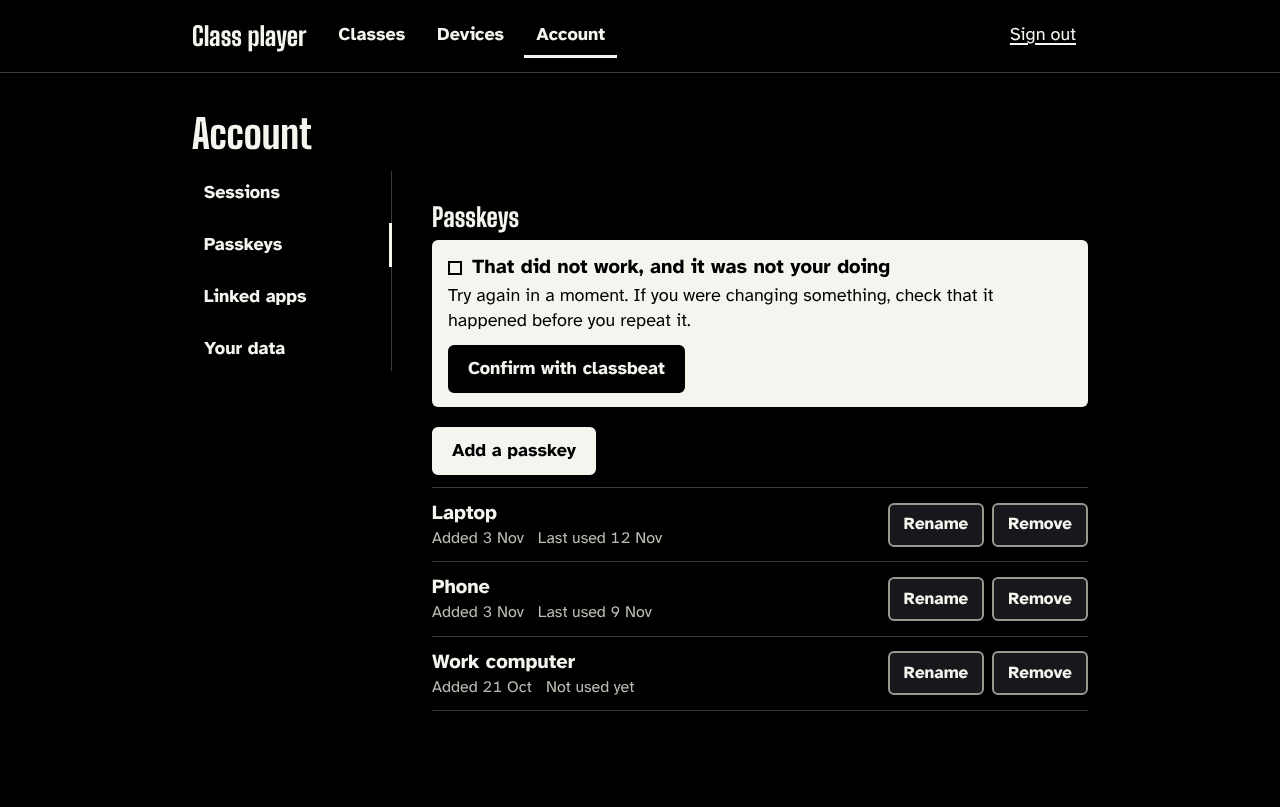 Class player
Classes
Devices
Account
Sign out
Account
Sessions
Passkeys
Linked apps
Your data
Passkeys
That did not work, and it was not your doing
Try again in a moment. If you were changing something, check that it
happened before you repeat it.
Confirm with classbeat
Add a passkey
Laptop
Added 3 Nov Last used 12 Nov
Rename
Remove
Phone
Added 3 Nov Last used 9 Nov
Rename
Remove
Work computer
Added 21 Oct Not used yet
Rename
Remove